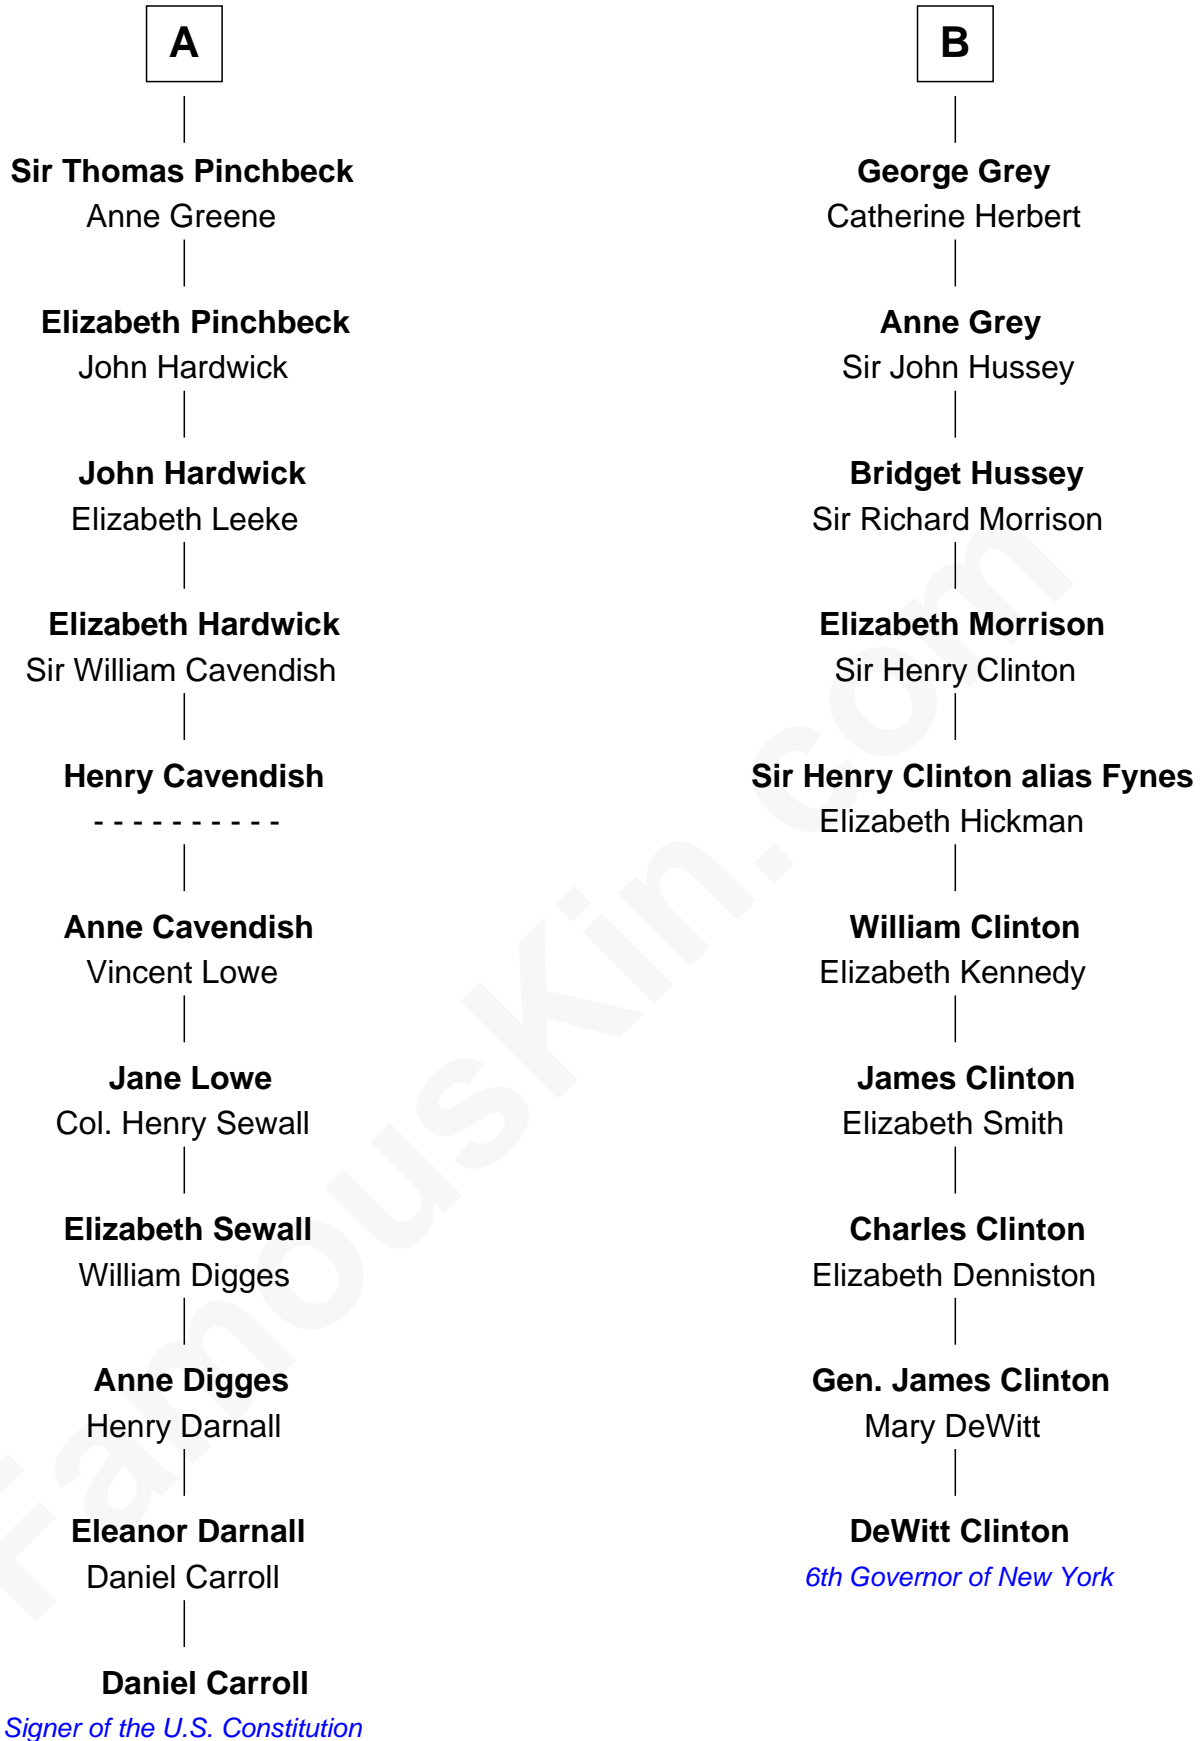 A
Sir Thomas Pinchbeck
Anne Greene
Elizabeth Pinchbeck
John Hardwick
John Hardwick
Elizabeth Leeke
Elizabeth Hardwick
Sir William Cavendish
Henry Cavendish
- - - - - - - - - -
Anne Cavendish
Vincent Lowe
Jane Lowe
Col. Henry Sewall
Elizabeth Sewall
William Digges
Anne Digges
Henry Darnall
Eleanor Darnall
Daniel Carroll
Daniel Carroll
Signer of the U.S. Constitution
B
George Grey
Catherine Herbert
Anne Grey
Sir John Hussey
Bridget Hussey
Sir Richard Morrison
Elizabeth Morrison
Sir Henry Clinton
Sir Henry Clinton alias Fynes
Elizabeth Hickman
William Clinton
Elizabeth Kennedy
James Clinton
Elizabeth Smith
Charles Clinton
Elizabeth Denniston
Gen. James Clinton
Mary DeWitt
DeWitt Clinton
6th Governor of New York
FamousKin.com